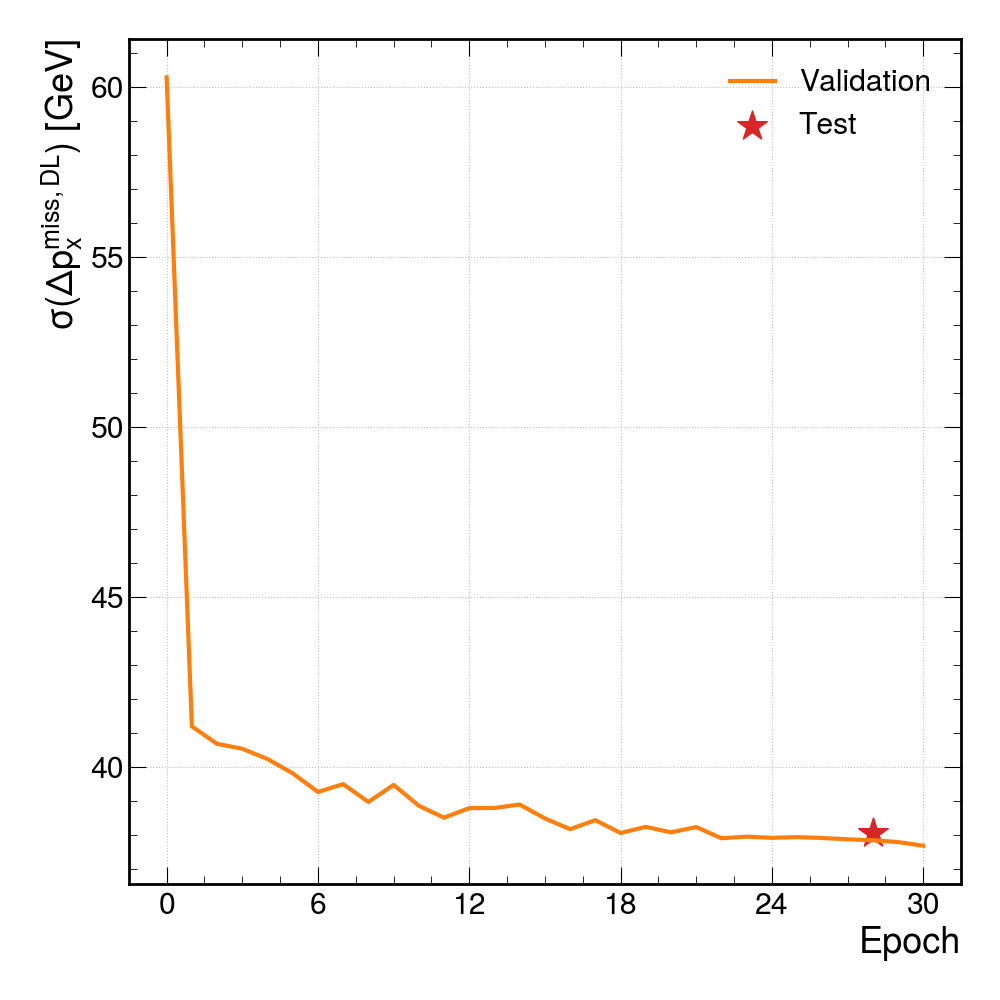 σ(Δp_x^{miss, DL}) [GeV]
60
55
50
45
40
Validation
Test
0 6 12 18 24 30
Epoch